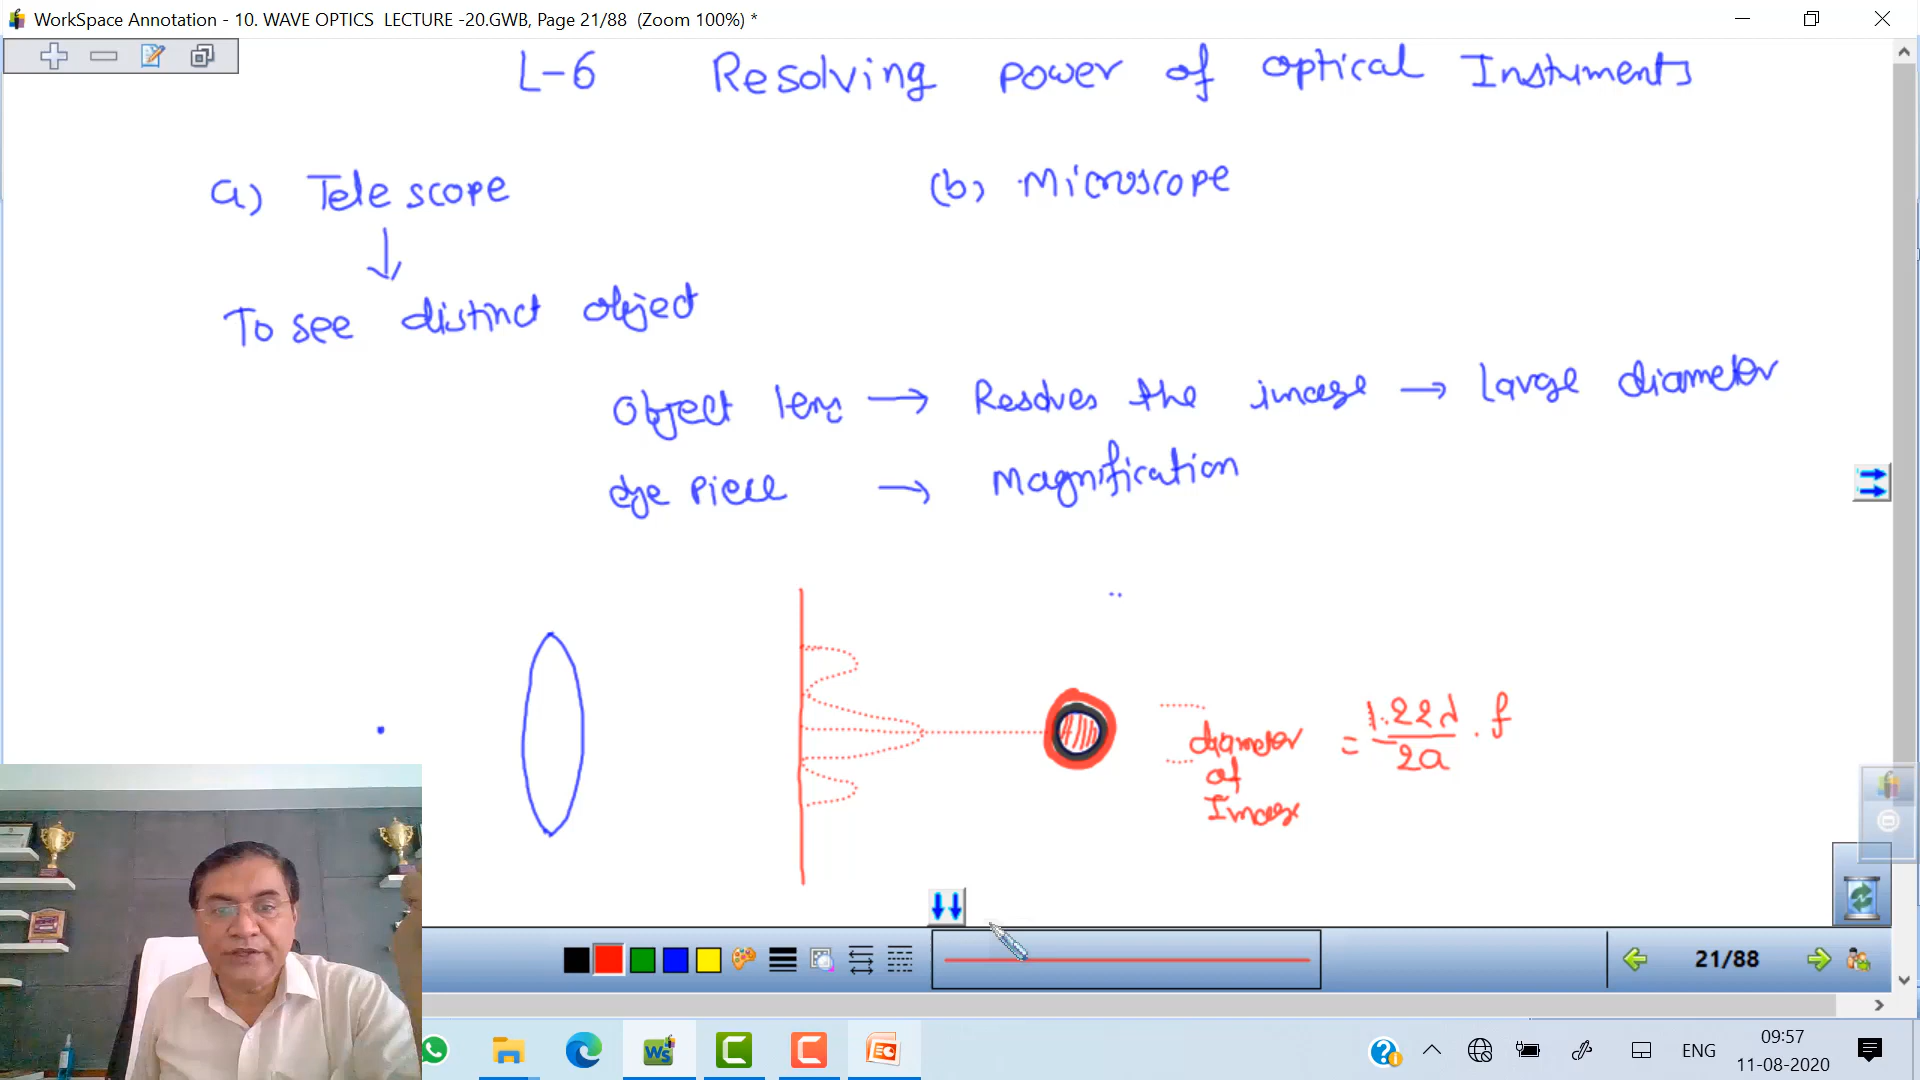 WorkSpace Annotation - 10. WAVE OPTICS LECTURE -20.GWB, Page 21/88 (Zoom 100%) *
L-6 Resolving power of optical Instuments
a) Telescope
(b) Microscope
To see distinct object
Object lens → Resolves the image → large diameter
eye piece → Magnification
diameter of Image = 1.22λ/2a . f
21/88
Ws
ENG
09:57
11-08-2020